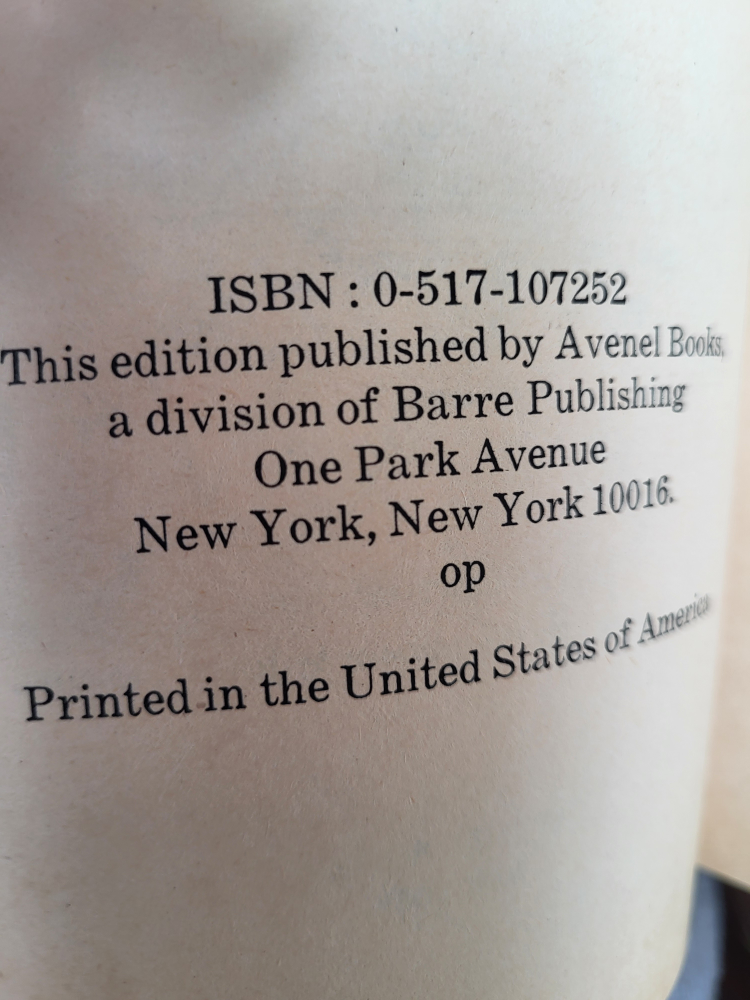 ISBN : 0-517-107252
This edition published by Avenel Books,
a division of Barre Publishing
One Park Avenue
New York, New York 10016.
op
Printed in the United States of America